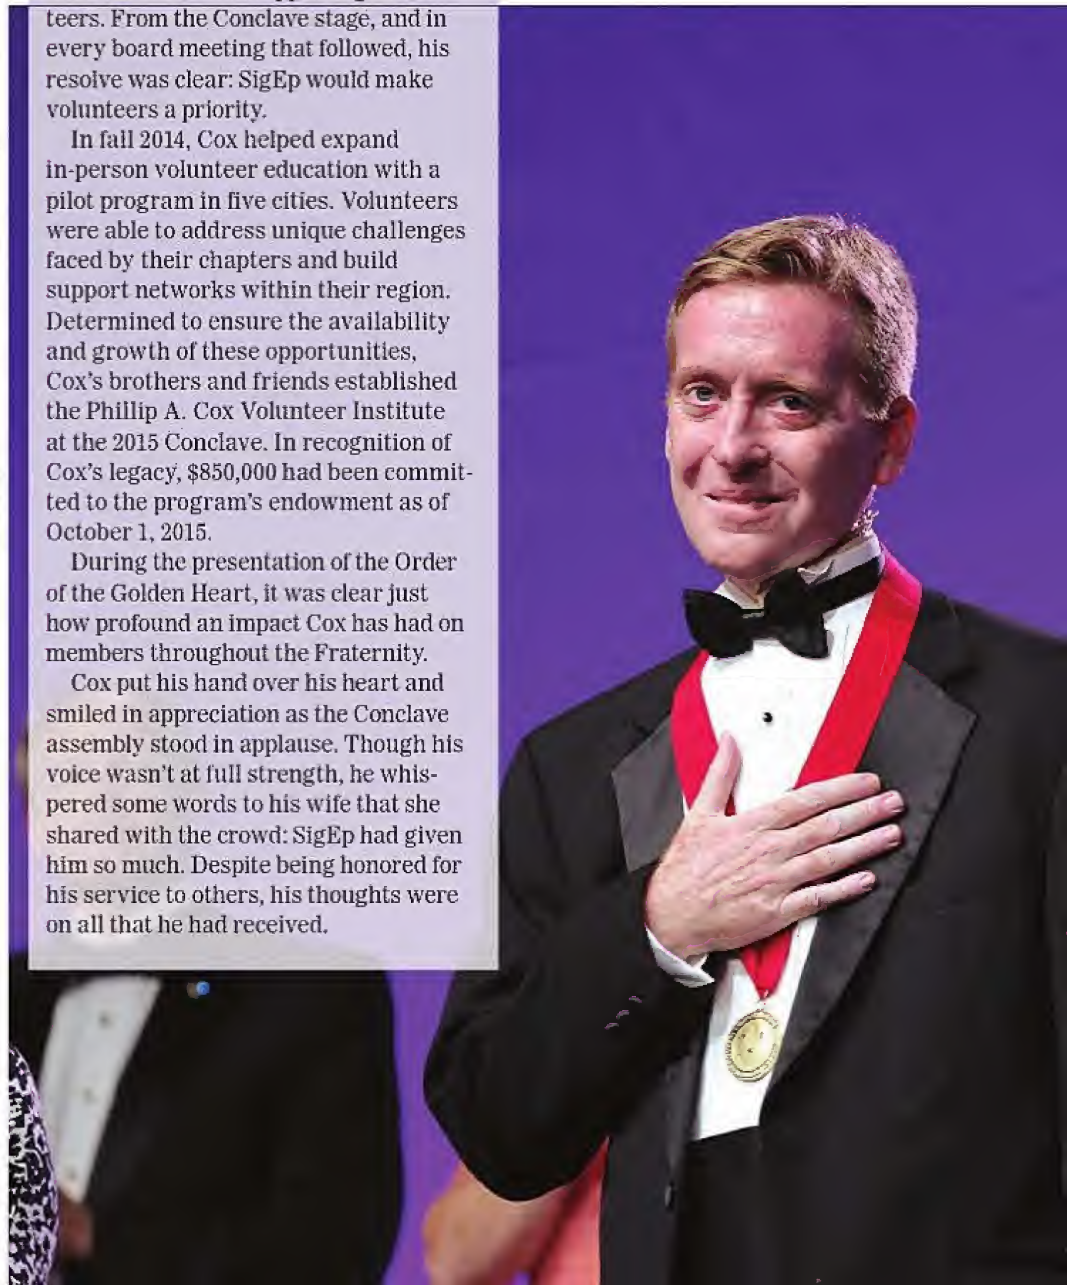 teers. From the Conclave stage, and in
every board meeting that followed, his
resolve was clear: SigEp would make
volunteers a priority.
In fall 2014, Cox helped expand
in-person volunteer education with a
pilot program in five cities. Volunteers
were able to address unique challenges
faced by their chapters and build
support networks within their region.
Determined to ensure the availability
and growth of these opportunities,
Cox's brothers and friends established
the Phillip A. Cox Volunteer Institute
at the 2015 Conclave. In recognition of
Cox's legacy, $850,000 had been commit-
ted to the program's endowment as of
October 1, 2015.
During the presentation of the Order
of the Golden Heart, it was clear just
how profound an impact Cox has had on
members throughout the Fraternity.
Cox put his hand over his heart and
smiled in appreciation as the Conclave
assembly stood in applause. Though his
voice wasn't at full strength, he whis-
pered some words to his wife that she
shared with the crowd: SigEp had given
him so much. Despite being honored for
his service to others, his thoughts were
on all that he had received.